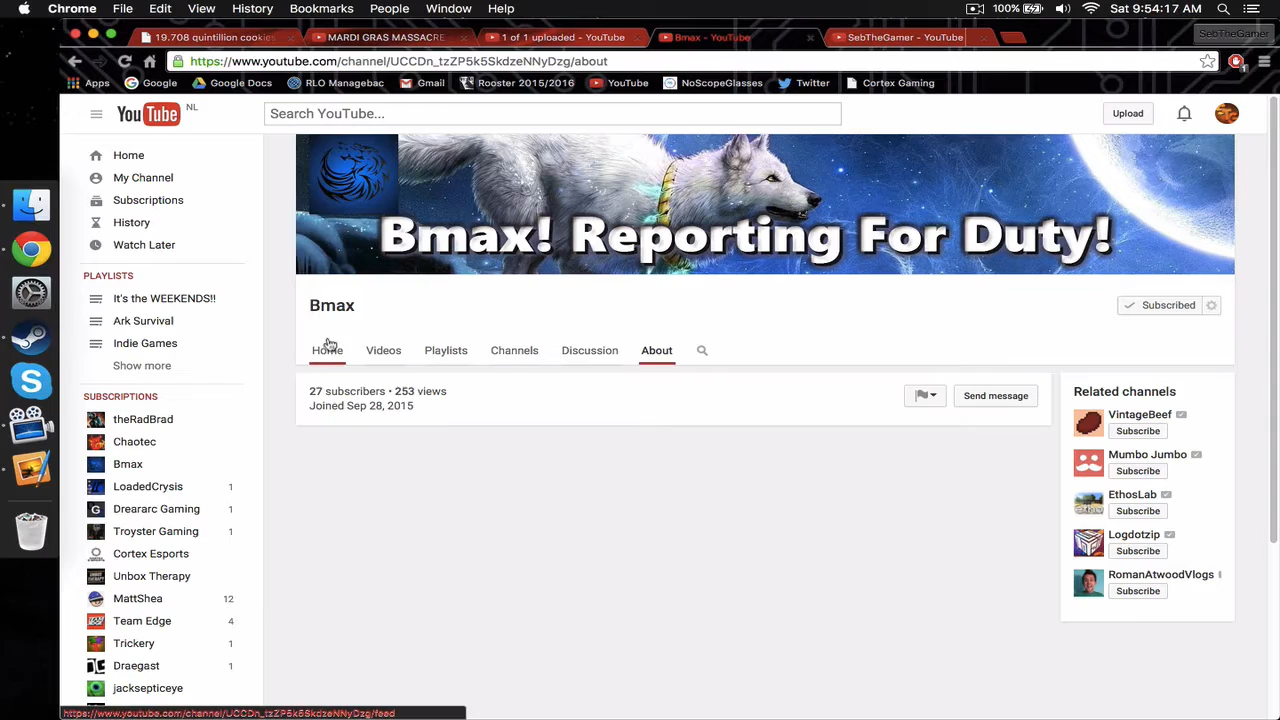 Chrome File Edit View History Bookmarks People Window Help 100% Sat 9:54:17 AM
19.708 quintillion cookies MARDI GRAS MASSACRE 1 of 1 uploaded - YouTube Bmax - YouTube SebTheGamer - YouTube SebTheGamer
https://www.youtube.com/channel/UCCDn_tzZP5k5SkdzeNNyDzg/about
Apps Google Google Docs RLO Managebac Gmail Rooster 2015/2016 YouTube NoScopeGlasses Twitter Cortex Gaming
YouTube NL Search YouTube... Upload
Home
My Channel
Subscriptions
History
Watch Later
PLAYLISTS
It's the WEEKENDS!!
Ark Survival
Indie Games
Show more
SUBSCRIPTIONS
theRadBrad
Chaotec
Bmax
LoadedCrysis 1
Dreararc Gaming 1
Troyster Gaming 1
Cortex Esports
Unbox Therapy
MattShea 12
Team Edge 4
Trickery 1
Draegast 1
jacksepticeye
Bmax! Reporting For Duty!
Bmax Subscribed
Home Videos Playlists Channels Discussion About
27 subscribers • 253 views
Joined Sep 28, 2015
Send message
Related channels
VintageBeef
Subscribe
Mumbo Jumbo
Subscribe
EthosLab
Subscribe
Logdotzip
Subscribe
RomanAtwoodVlogs
Subscribe
https://www.youtube.com/channel/UCCDn_tzZP5k5SkdzeNNyDzg/feed